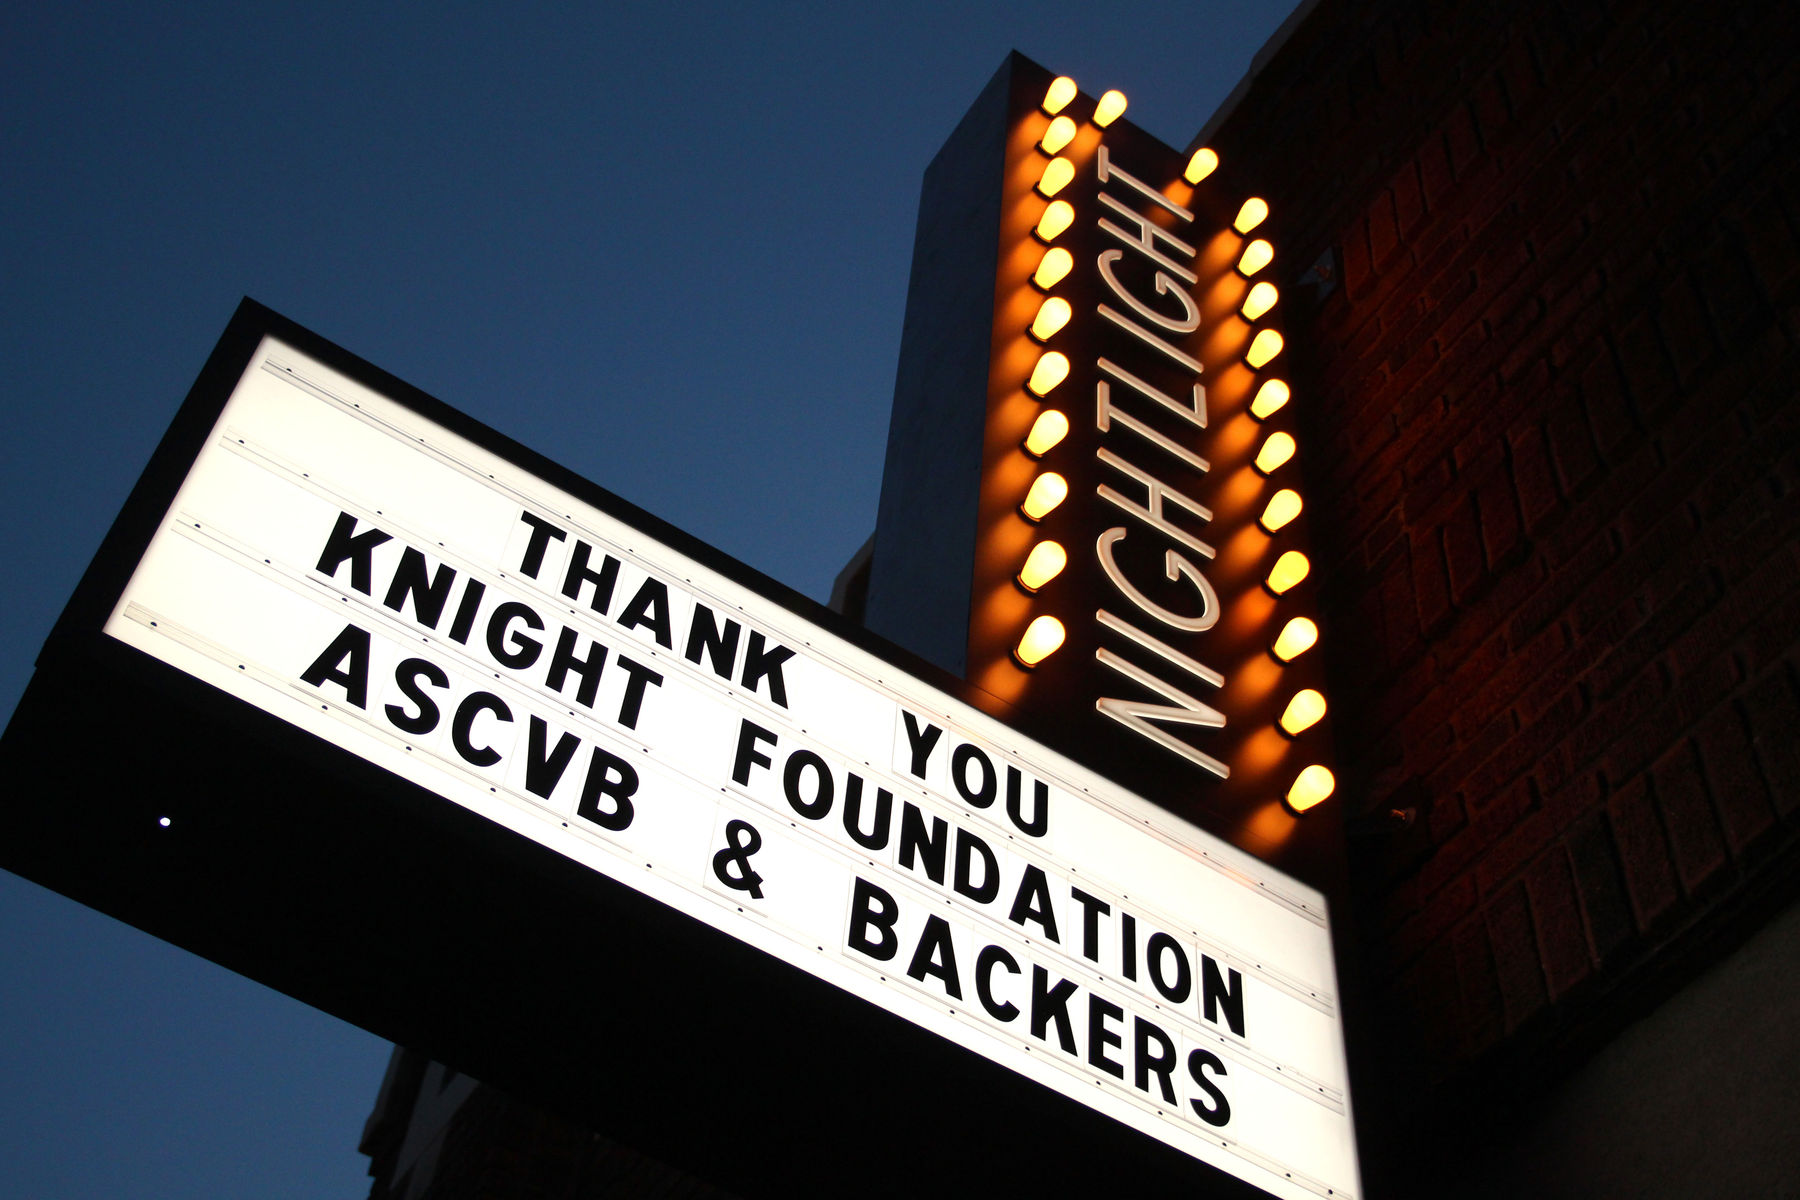 NIGHTLIGHT
THANK YOU
KNIGHT FOUNDATION
ASCVB & BACKERS